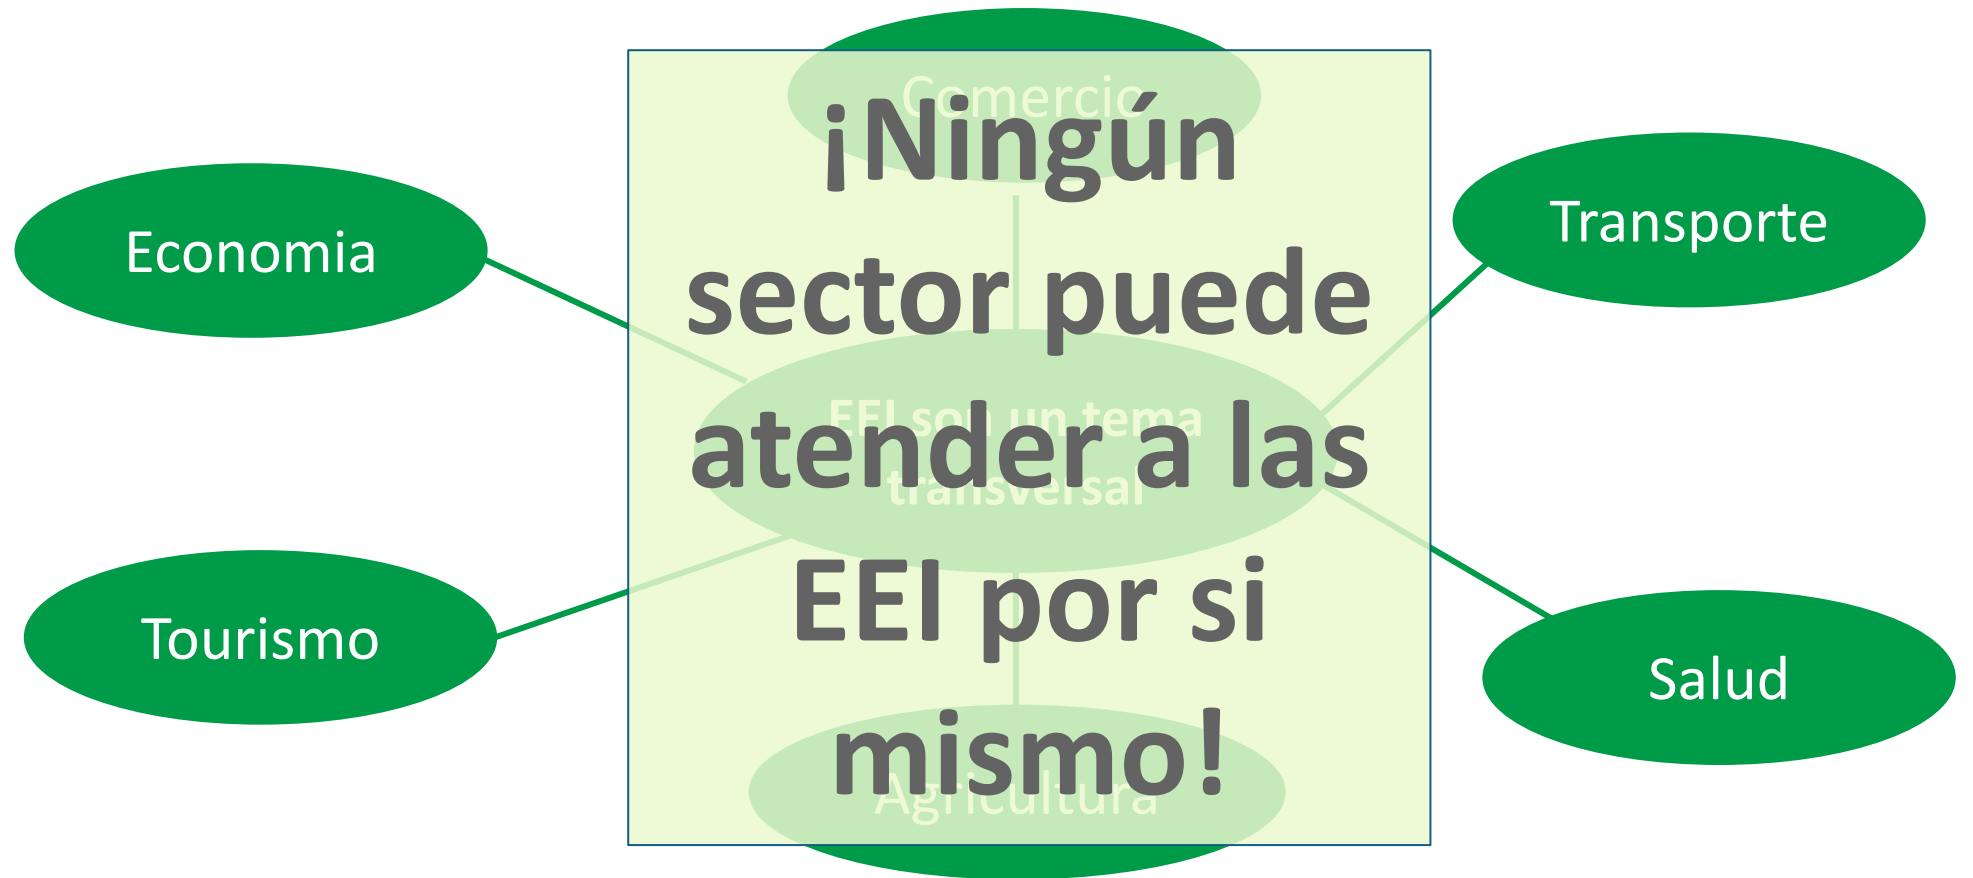 Comercio
Economia
Transporte
EEI son un tema
transversal
Tourismo
Salud
Agricultura
¡Ningún
sector puede
atender a las
EEI por si
mismo!